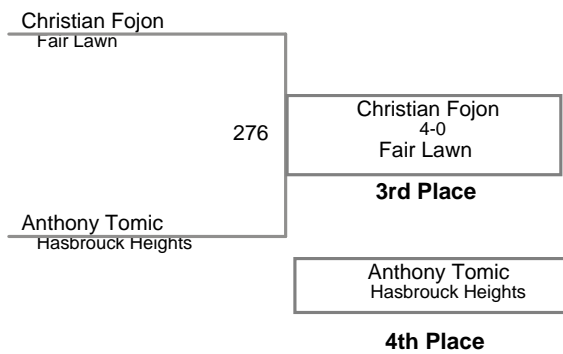 Christian Fojon
Fair Lawn
276
Christian Fojon
4-0
Fair Lawn
3rd Place
Anthony Tomic
Hasbrouck Heights
Anthony Tomic
Hasbrouck Heights
4th Place